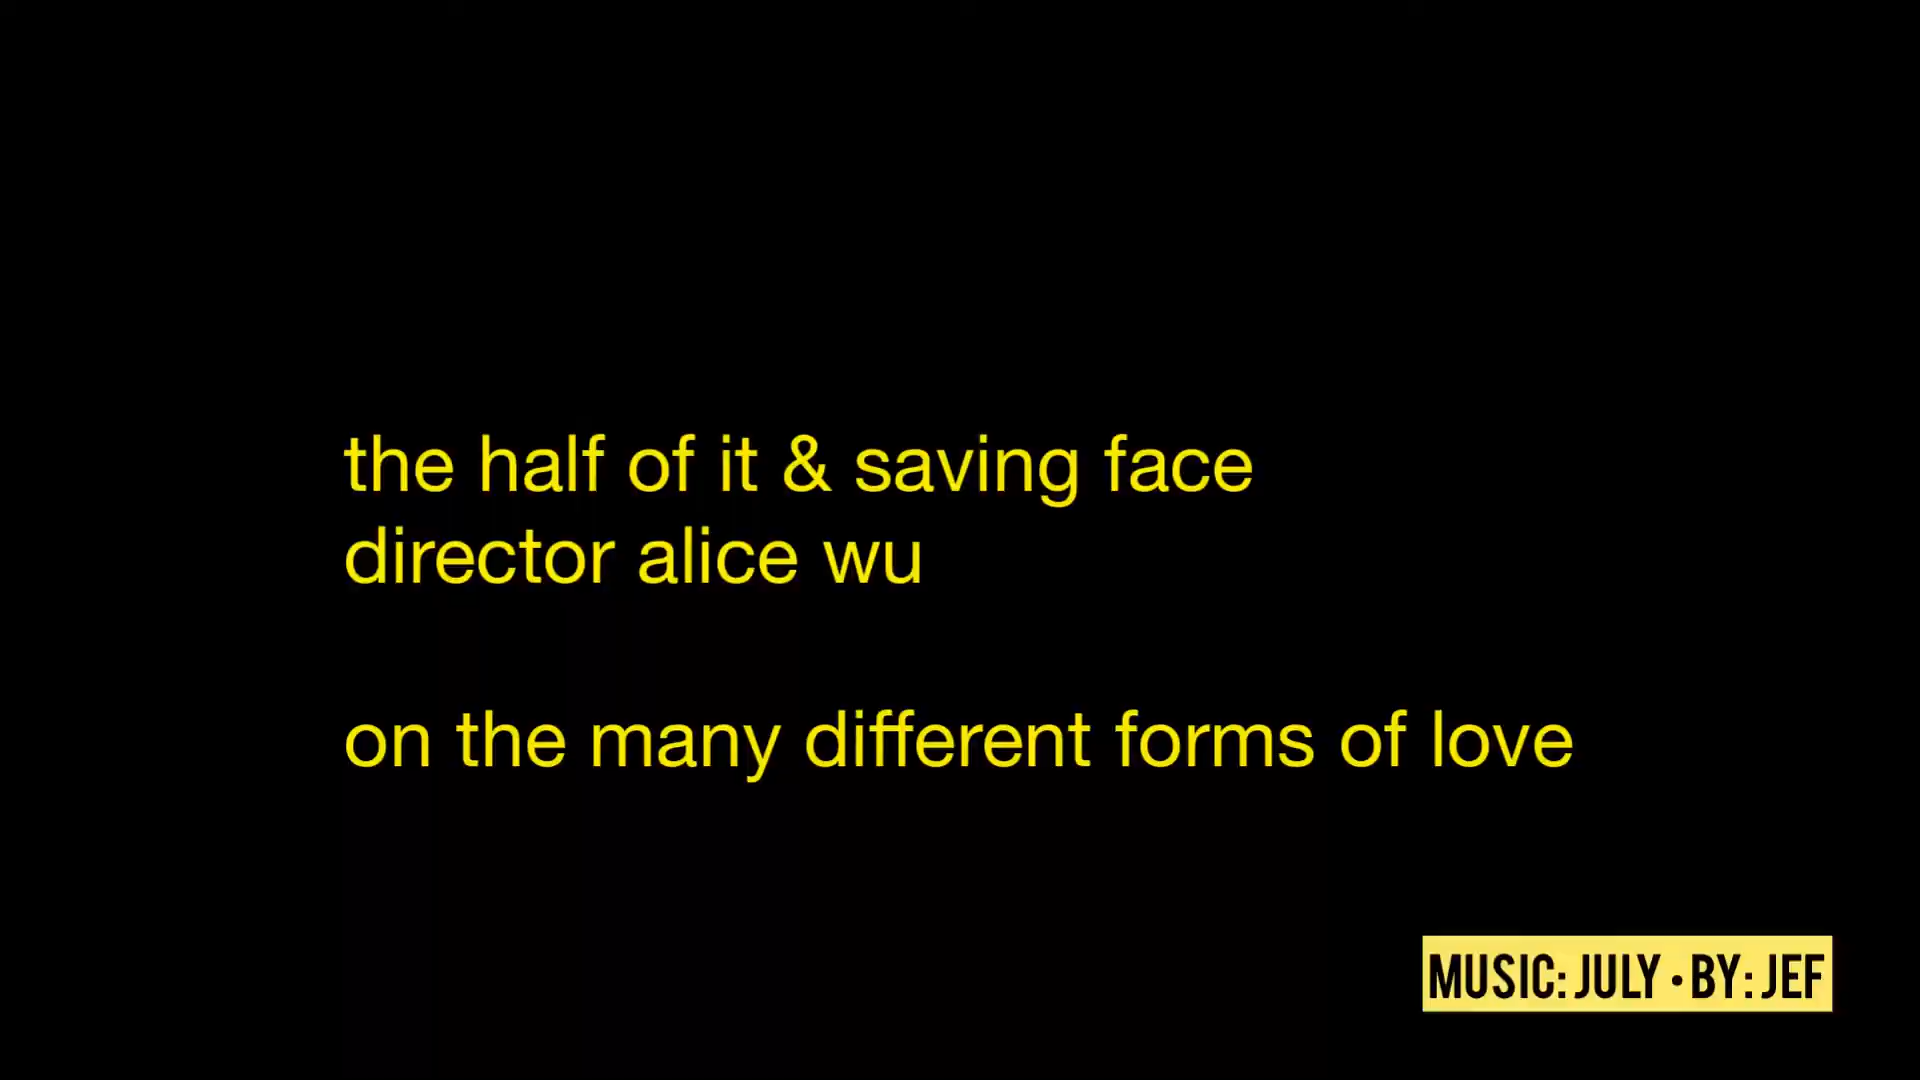 the half of it & saving face
director alice wu
on the many different forms of love
MUSIC: JULY • BY: JEF